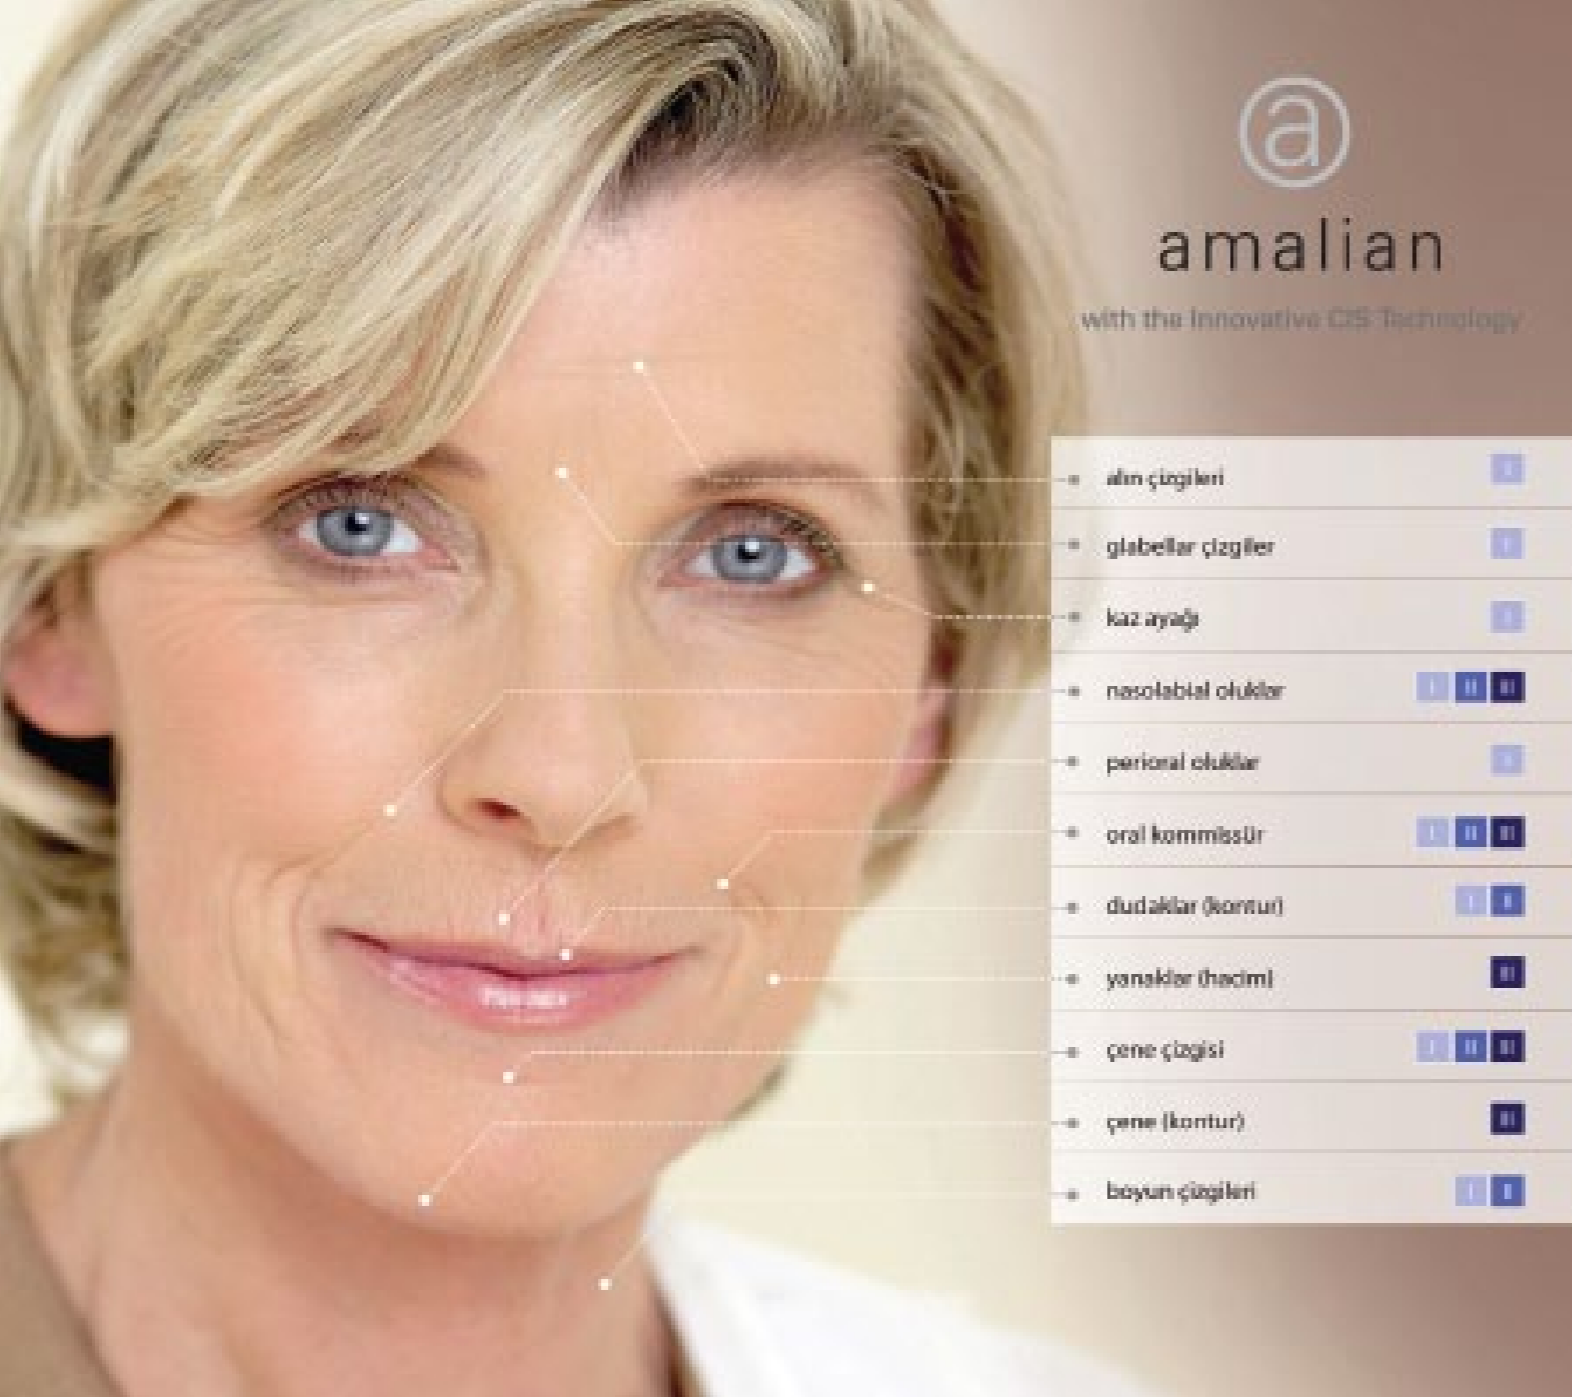 a
amalian
with the Innovative CIS Technology
alın çizgileri I
glabellar çizgiler I
kaz ayağı I
nasolabial oluklar I II III
perioral oluklar I
oral kommissür I II III
dudaklar (kontur) I II
yanaklar (hacim) III
çene çizgisi I II III
çene (kontur) III
boyun çizgileri I II